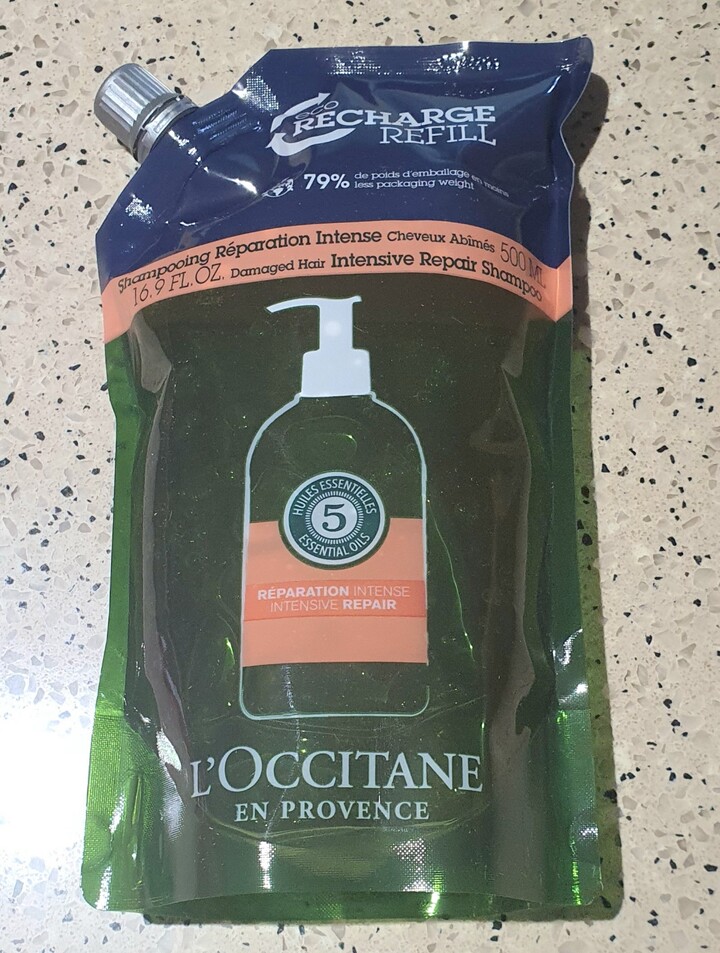 eco
RECHARGE
REFILL
79% de poids d'emballage en moins
less packaging weight
Shampooing Réparation Intense Cheveux Abîmés 500 ML
16.9 FL.OZ. Damaged Hair Intensive Repair Shampoo
HUILES ESSENTIELLES
5
ESSENTIAL OILS
RÉPARATION INTENSE
INTENSIVE REPAIR
L'OCCITANE
EN PROVENCE